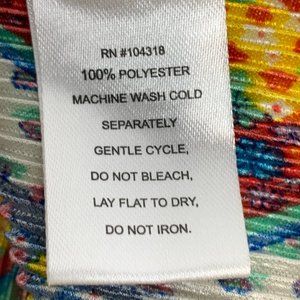 RN #104318
100% POLYESTER
MACHINE WASH COLD
SEPARATELY
GENTLE CYCLE,
DO NOT BLEACH,
LAY FLAT TO DRY,
DO NOT IRON.